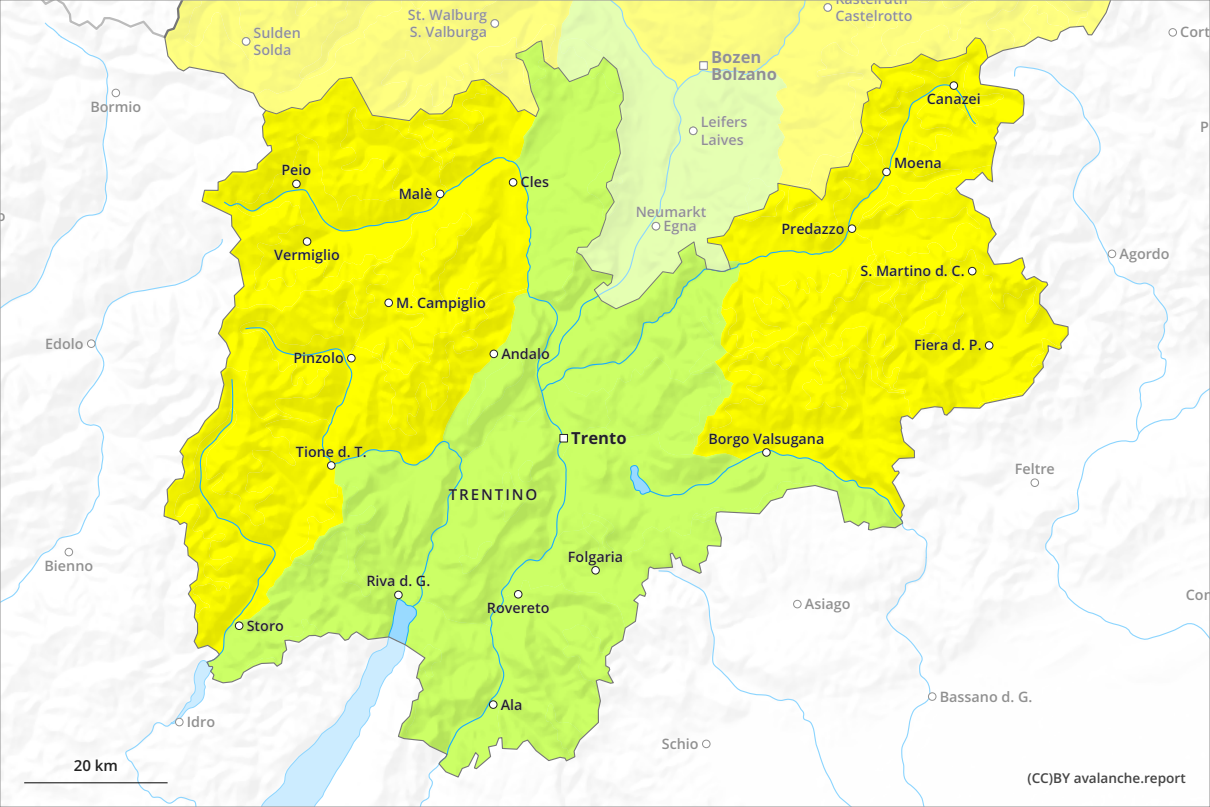 Kastelruth
Castelrotto
St. Walburg
S. Valburga
Sulden
Solda
Bozen
Bolzano
Bormio
Canazei
Leifers
Laives
Moena
Peio
Malè
Cles
Neumarkt
Egna
Predazzo
Vermiglio
Agordo
S. Martino d. C.
M. Campiglio
Edolo
Fiera d. P.
Pinzolo
Andalo
Trento
Borgo Valsugana
Tione d. T.
Feltre
TRENTINO
Bienno
Folgaria
Riva d. G.
Rovereto
Asiago
Storo
Bassano d. G.
Ala
Idro
Schio
20 km
(CC)BY avalanche.report